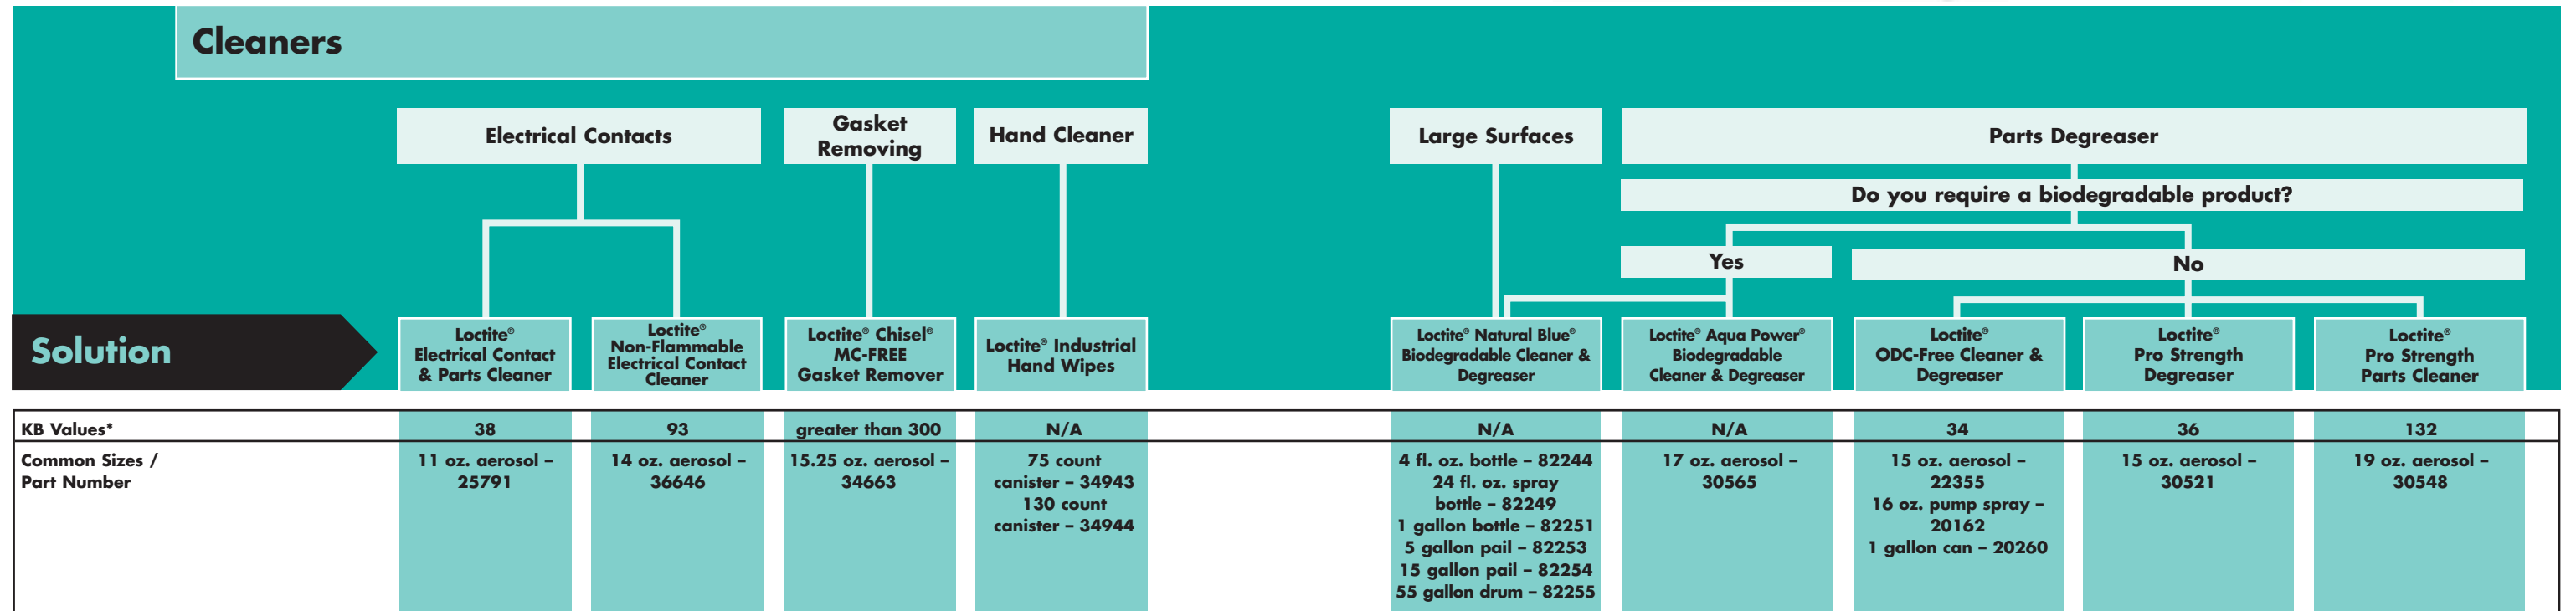 Cleaners
Electrical Contacts
Gasket
Removing
Hand Cleaner
Large Surfaces
Parts Degreaser
Do you require a biodegradable product?
Yes
No
Solution
Loctite®
Electrical Contact
& Parts Cleaner
Loctite®
Non-Flammable
Electrical Contact
Cleaner
Loctite® Chisel®
MC-FREE
Gasket Remover
Loctite® Industrial
Hand Wipes
Loctite® Natural Blue®
Biodegradable Cleaner &
Degreaser
Loctite® Aqua Power®
Biodegradable
Cleaner & Degreaser
Loctite®
ODC-Free Cleaner &
Degreaser
Loctite®
Pro Strength
Degreaser
Loctite®
Pro Strength
Parts Cleaner
KB Values*
38
93
greater than 300
N/A
N/A
N/A
34
36
132
Common Sizes /
Part Number
11 oz. aerosol –
25791
14 oz. aerosol –
36646
15.25 oz. aerosol –
34663
75 count
canister – 34943
130 count
canister – 34944
4 fl. oz. bottle – 82244
24 fl. oz. spray
bottle – 82249
1 gallon bottle – 82251
5 gallon pail – 82253
15 gallon pail – 82254
55 gallon drum – 82255
17 oz. aerosol –
30565
15 oz. aerosol –
22355
16 oz. pump spray –
20162
1 gallon can – 20260
15 oz. aerosol –
30521
19 oz. aerosol –
30548